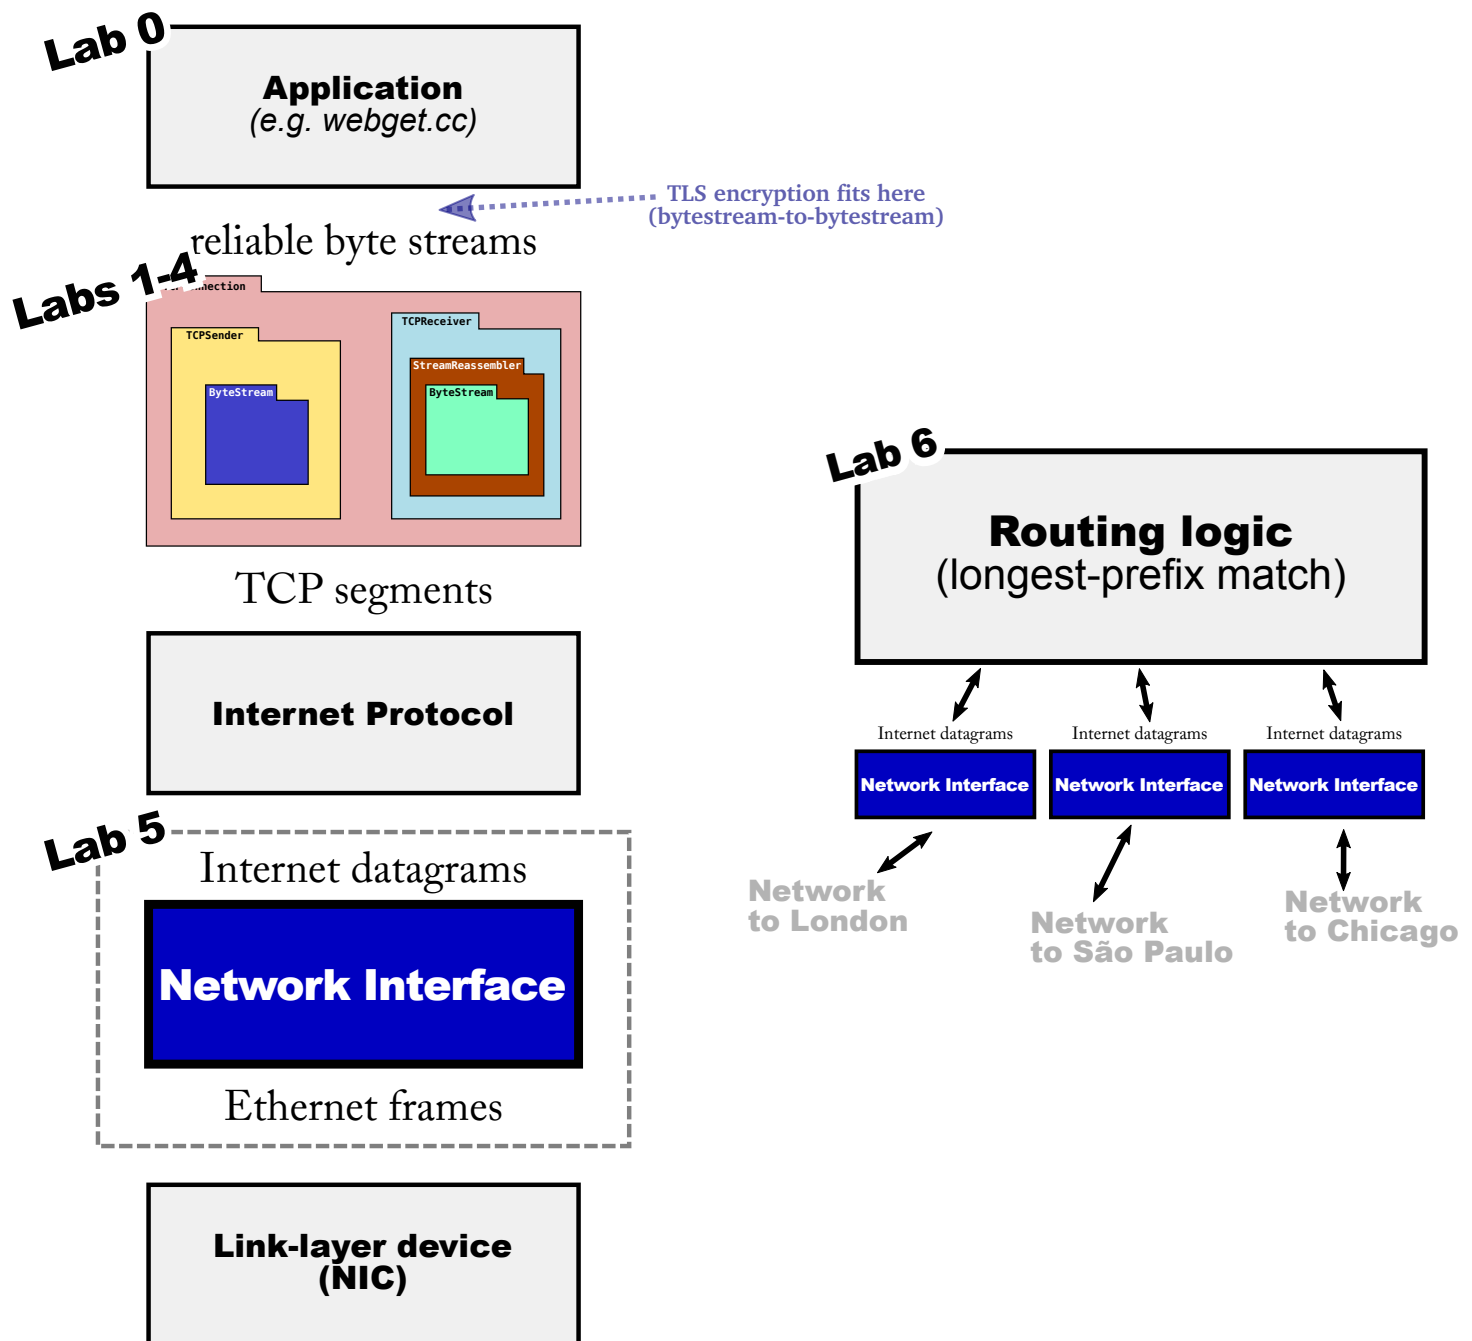 Lab 0
Application
(e.g. webget.cc)
TLS encryption fits here
(bytestream-to-bytestream)
reliable byte streams
Labs 1-4
nnection
TCPSender
ByteStream
TCPReceiver
StreamReassembler
ByteStream
TCP segments
Internet Protocol
Lab 5
Internet datagrams
Network Interface
Ethernet frames
Link-layer device
(NIC)
Lab 6
Routing logic
(longest-prefix match)
Internet datagrams
Internet datagrams
Internet datagrams
Network Interface
Network Interface
Network Interface
Network
to London
Network
to São Paulo
Network
to Chicago